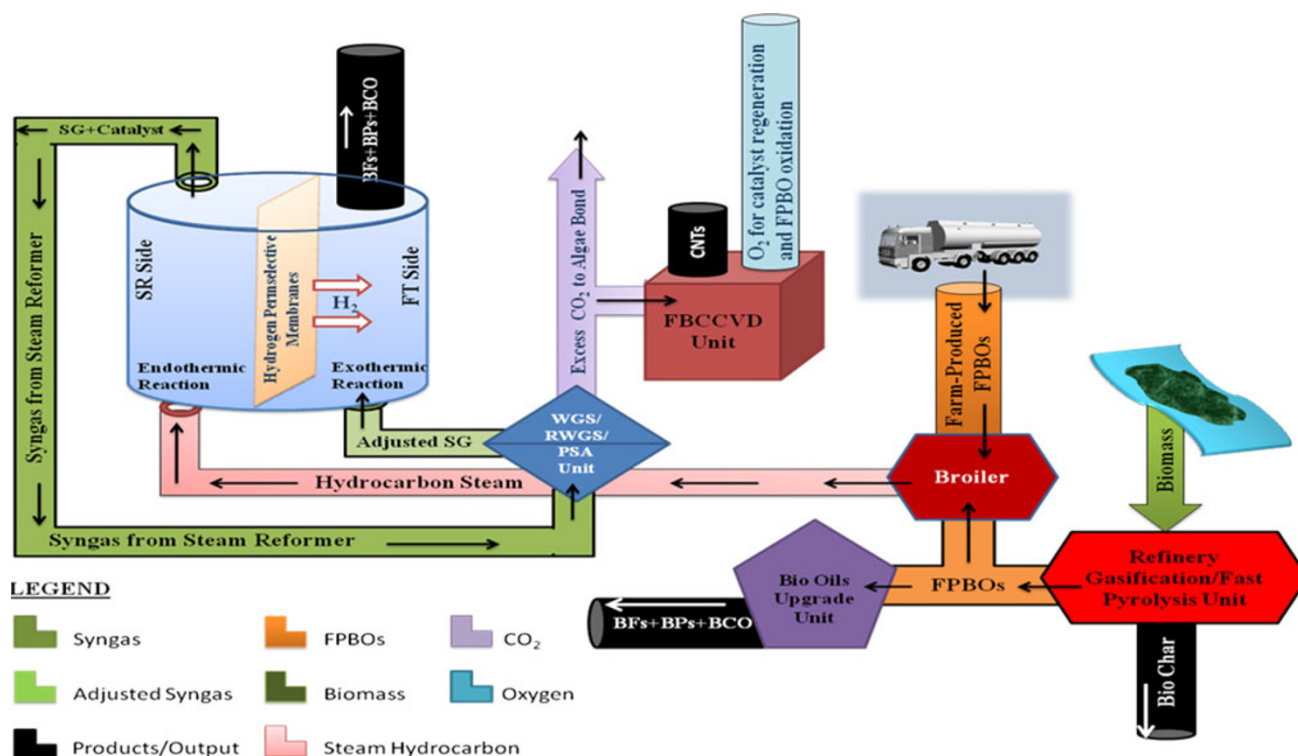 SG+Catalyst
BFs+BPs+BCO
Syngas from Steam Reformer
SR Side
Hydrogen Permselective
Membranes
H₂
FT Side
Endothermic
Reaction
Exothermic
Reaction
Adjusted SG
Hydrocarbon Steam
Syngas from Steam Reformer
WGS/
RWGS/
PSA
Unit
Excess CO₂ to Algae Bond
CNTs
O₂ for catalyst regeneration
and FPBO oxidation
FBCCVD
Unit
Farm-Produced
FPBOs
Broiler
Biomass
Refinery
Gasification/Fast
Pyrolysis Unit
FPBOs
Bio Oils
Upgrade
Unit
BFs+BPs+BCO
Bio Char
LEGEND
Syngas
FPBOs
CO₂
Adjusted Syngas
Biomass
Oxygen
Products/Output
Steam Hydrocarbon